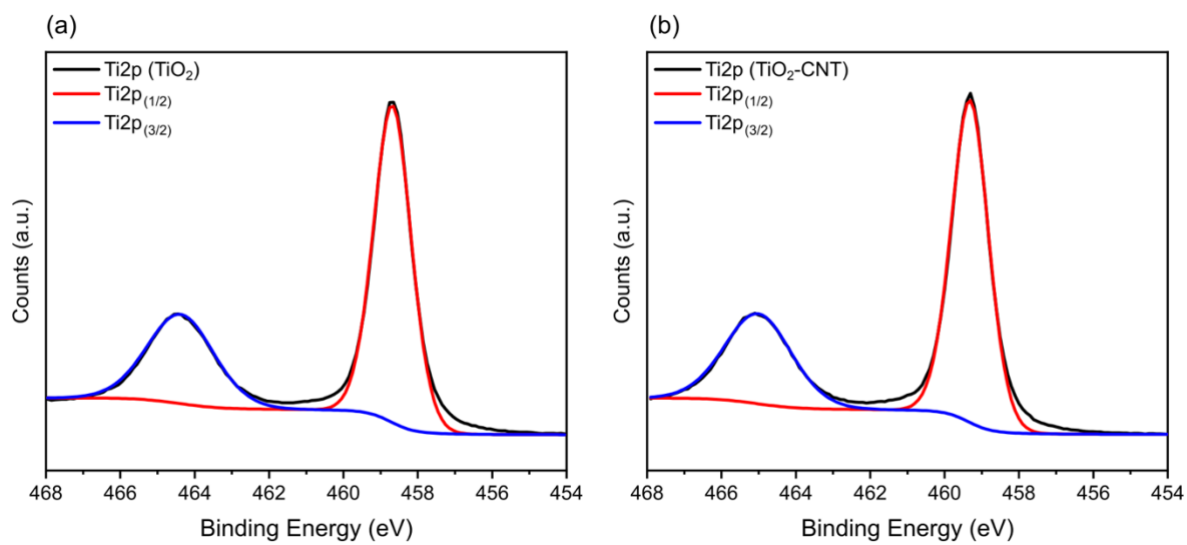 (a)
Ti2p (TiO₂)
Ti2p₍₁/₂₎
Ti2p₍₃/₂₎
Counts (a.u.)
468 466 464 462 460 458 456 454
Binding Energy (eV)
(b)
Ti2p (TiO₂-CNT)
Ti2p₍₁/₂₎
Ti2p₍₃/₂₎
Counts (a.u.)
468 466 464 462 460 458 456 454
Binding Energy (eV)